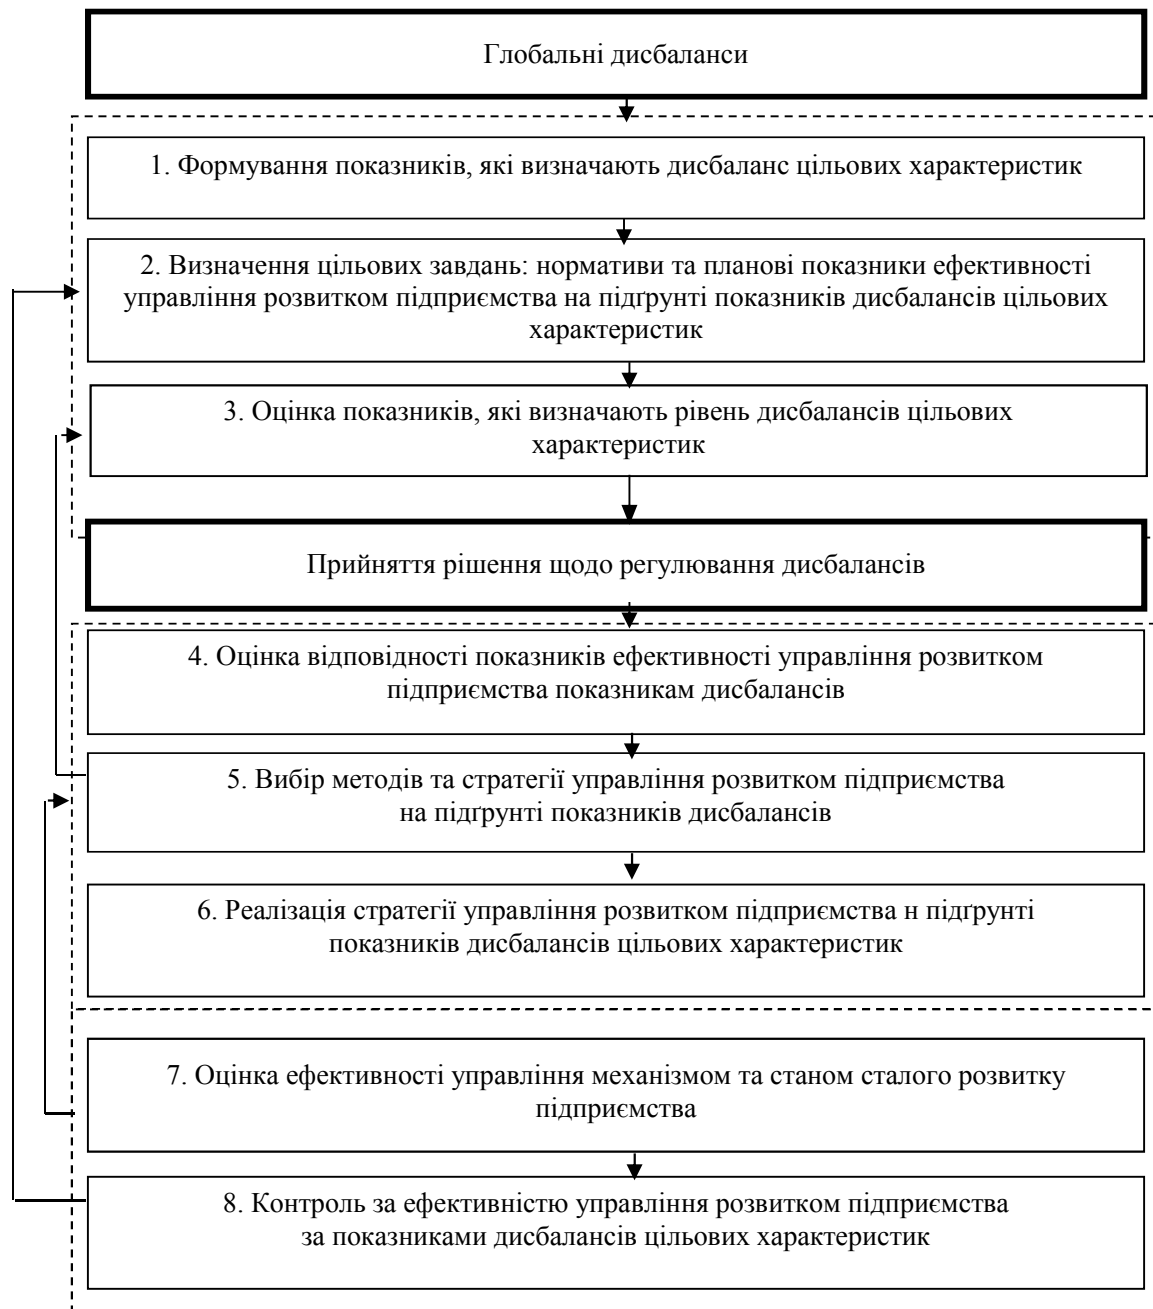 Глобальні дисбаланси
1. Формування показників, які визначають дисбаланс цільових характеристик
2. Визначення цільових завдань: нормативи та планові показники ефективності
управління розвитком підприємства на підґрунті показників дисбалансів цільових
характеристик
3. Оцінка показників, які визначають рівень дисбалансів цільових
характеристик
Прийняття рішення щодо регулювання дисбалансів
4. Оцінка відповідності показників ефективності управління розвитком
підприємства показникам дисбалансів
5. Вибір методів та стратегії управління розвитком підприємства
на підґрунті показників дисбалансів
6. Реалізація стратегії управління розвитком підприємства н підґрунті
показників дисбалансів цільових характеристик
7. Оцінка ефективності управління механізмом та станом сталого розвитку
підприємства
8. Контроль за ефективністю управління розвитком підприємства
за показниками дисбалансів цільових характеристик